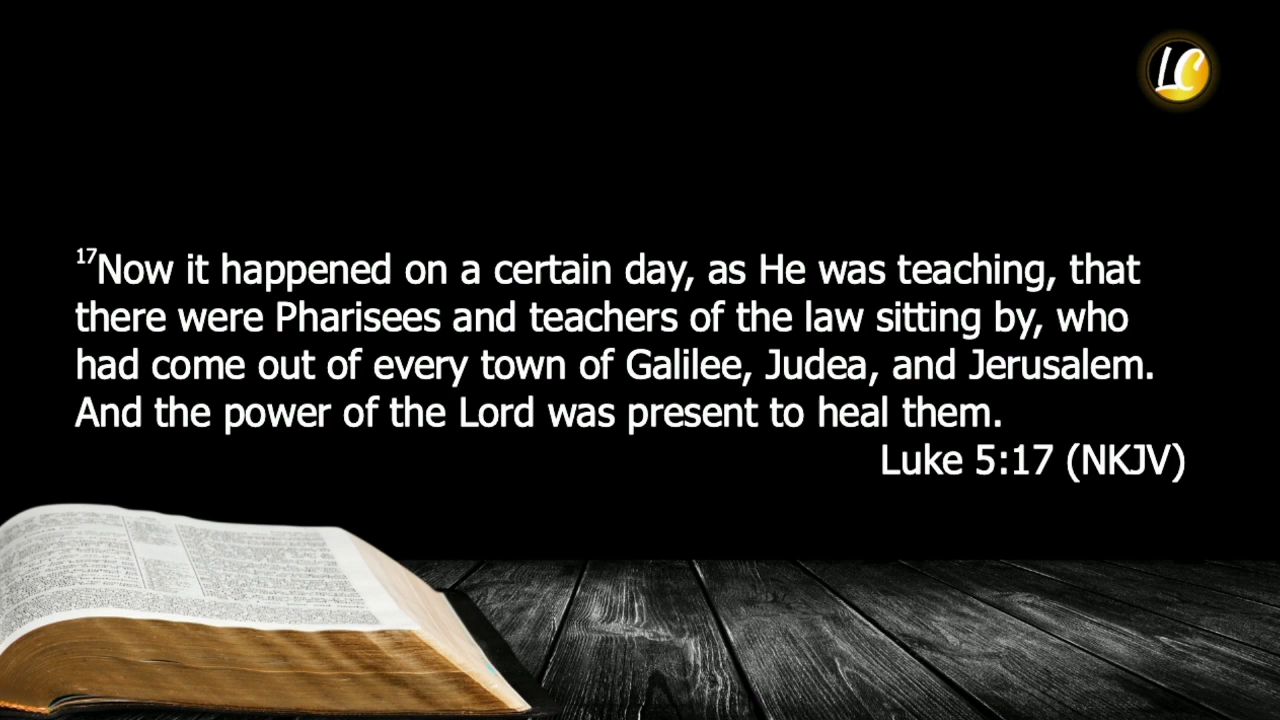 LC
17Now it happened on a certain day, as He was teaching, that
there were Pharisees and teachers of the law sitting by, who
had come out of every town of Galilee, Judea, and Jerusalem.
And the power of the Lord was present to heal them.
Luke 5:17 (NKJV)